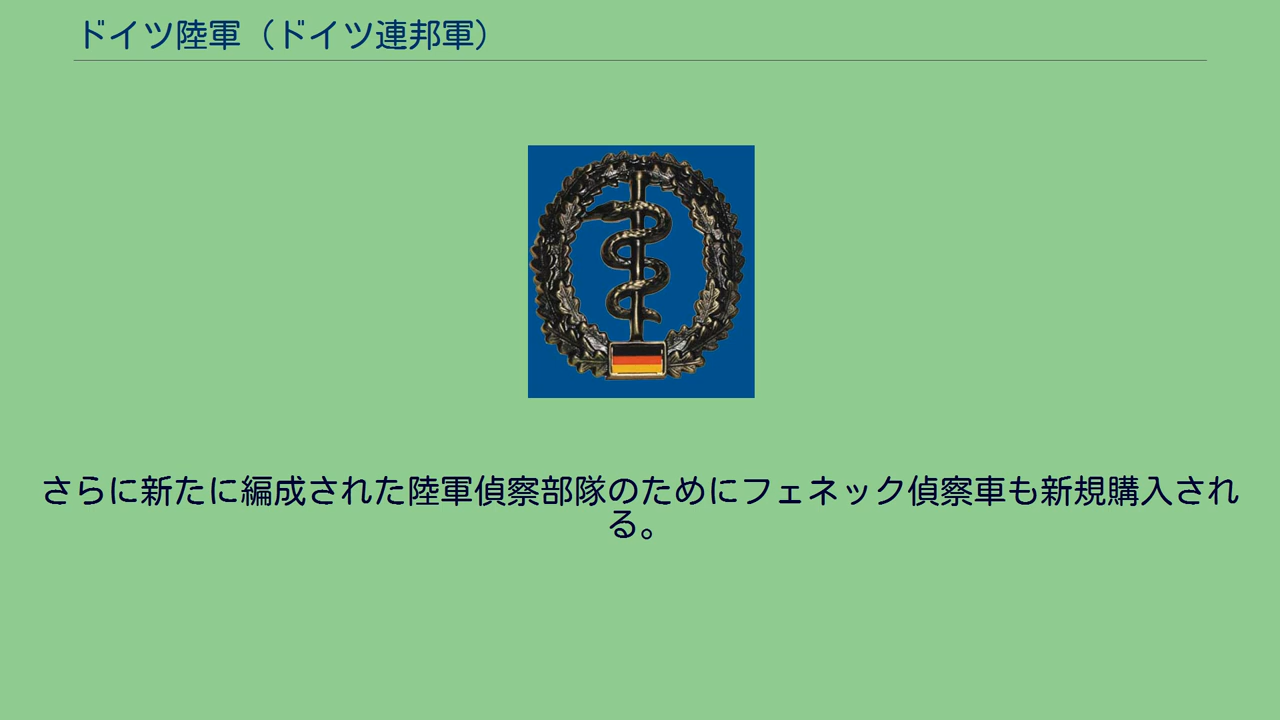 ドイツ陸軍（ドイツ連邦軍）
さらに新たに編成された陸軍偵察部隊のためにフェネック偵察車も新規購入され
る。